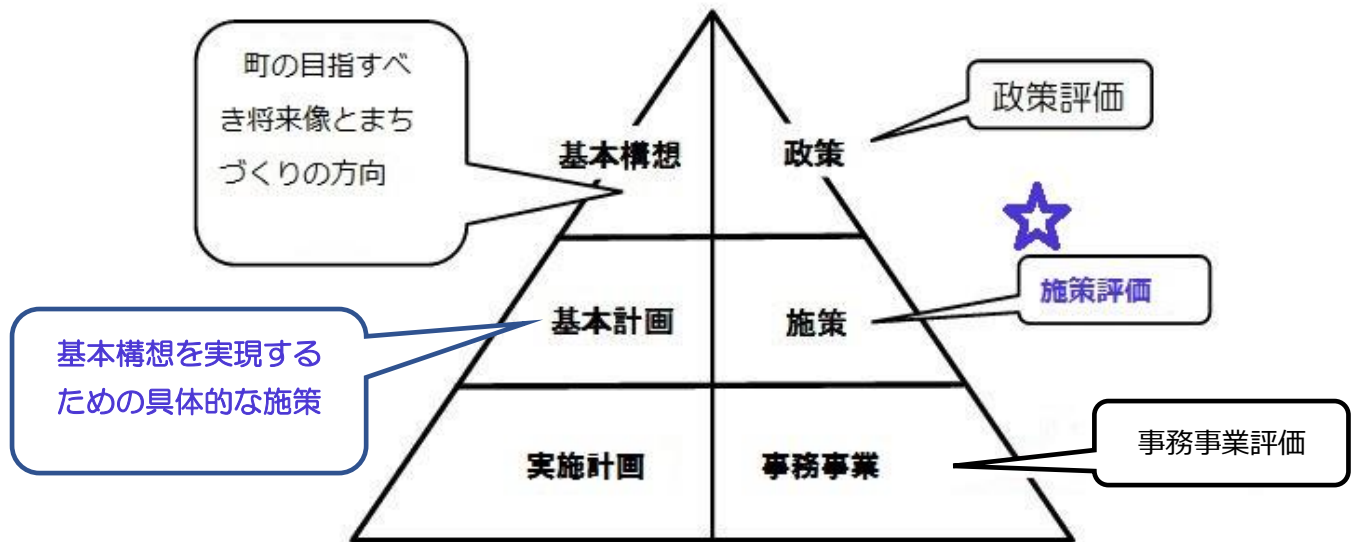 町の目指すべ
き将来像とまち
づくりの方向
政策評価
基本構想
政策
施策評価
基本計画
施策
基本構想を実現する
ための具体的な施策
事務事業評価
実施計画
事務事業